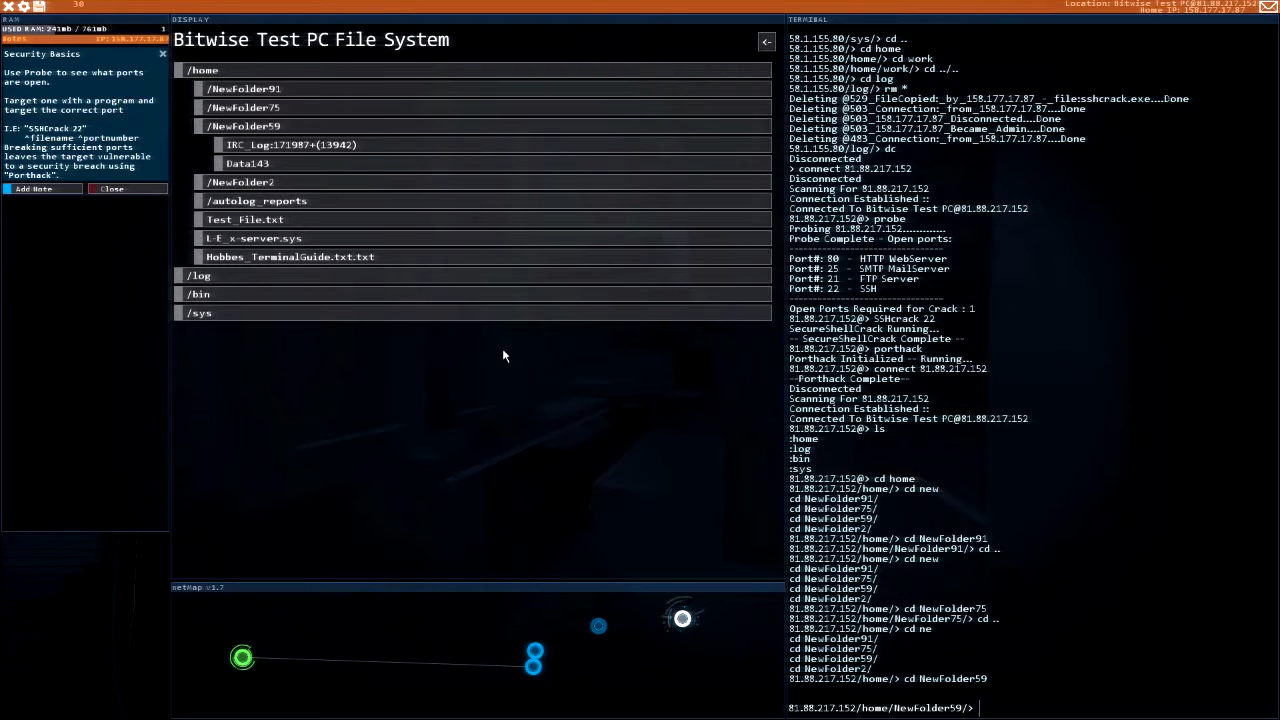 30
Location: Bitwise Test PC@81.88.217.152
Home IP: 158.177.17.87
RAM
USED RAM: 241mb / 761mb 1
notes IP: 158.177.17.87
Security Basics
Use Probe to see what ports
are open.
Target one with a program and
target the correct port
I.E: "SSHCrack 22"
^filename ^portnumber
Breaking sufficient ports
leaves the target vulnerable
to a security breach using
"Porthack".
Add Note
Close
DISPLAY
Bitwise Test PC File System
<-
/home
/NewFolder91
/NewFolder75
/NewFolder59
IRC_Log:171987+(13942)
Data143
/NewFolder2
/autolog_reports
Test_File.txt
L-E_x-server.sys
Hobbes_TerminalGuide.txt.txt
/log
/bin
/sys
netMap v1.7
TERMINAL
58.1.155.80/sys/> cd ..
58.1.155.80/> cd home
58.1.155.80/home/> cd work
58.1.155.80/home/work/> cd ../..
58.1.155.80/> cd log
58.1.155.80/log/> rm *
Deleting @529_FileCopied:_by_158.177.17.87_-_file:sshcrack.exe....Done
Deleting @503_Connection:_from_158.177.17.87....Done
Deleting @503_158.177.17.87_Disconnected....Done
Deleting @503_158.177.17.87_Became_Admin....Done
Deleting @483_Connection:_from_158.177.17.87....Done
58.1.155.80/log/> dc
Disconnected
> connect 81.88.217.152
Disconnected
Scanning For 81.88.217.152
Connection Established ::
Connected To Bitwise Test PC@81.88.217.152
81.88.217.152@> probe
Probing 81.88.217.152.............
Probe Complete - Open ports:
---------------------------------
Port#: 80 - HTTP WebServer
Port#: 25 - SMTP MailServer
Port#: 21 - FTP Server
Port#: 22 - SSH
---------------------------------
Open Ports Required for Crack : 1
81.88.217.152@> SSHcrack 22
SecureShellCrack Running...
-- SecureShellCrack Complete --
81.88.217.152@> porthack
Porthack Initialized -- Running...
81.88.217.152@> connect 81.88.217.152
--Porthack Complete--
Disconnected
Scanning For 81.88.217.152
Connection Established ::
Connected To Bitwise Test PC@81.88.217.152
81.88.217.152@> ls
:home
:log
:bin
:sys
81.88.217.152@> cd home
81.88.217.152/home/> cd new
cd NewFolder91/
cd NewFolder75/
cd NewFolder59/
cd NewFolder2/
81.88.217.152/home/> cd NewFolder91
81.88.217.152/home/NewFolder91/> cd ..
81.88.217.152/home/> cd new
cd NewFolder91/
cd NewFolder75/
cd NewFolder59/
cd NewFolder2/
81.88.217.152/home/> cd NewFolder75
81.88.217.152/home/NewFolder75/> cd ..
81.88.217.152/home/> cd ne
cd NewFolder91/
cd NewFolder75/
cd NewFolder59/
cd NewFolder2/
81.88.217.152/home/> cd NewFolder59
81.88.217.152/home/NewFolder59/>